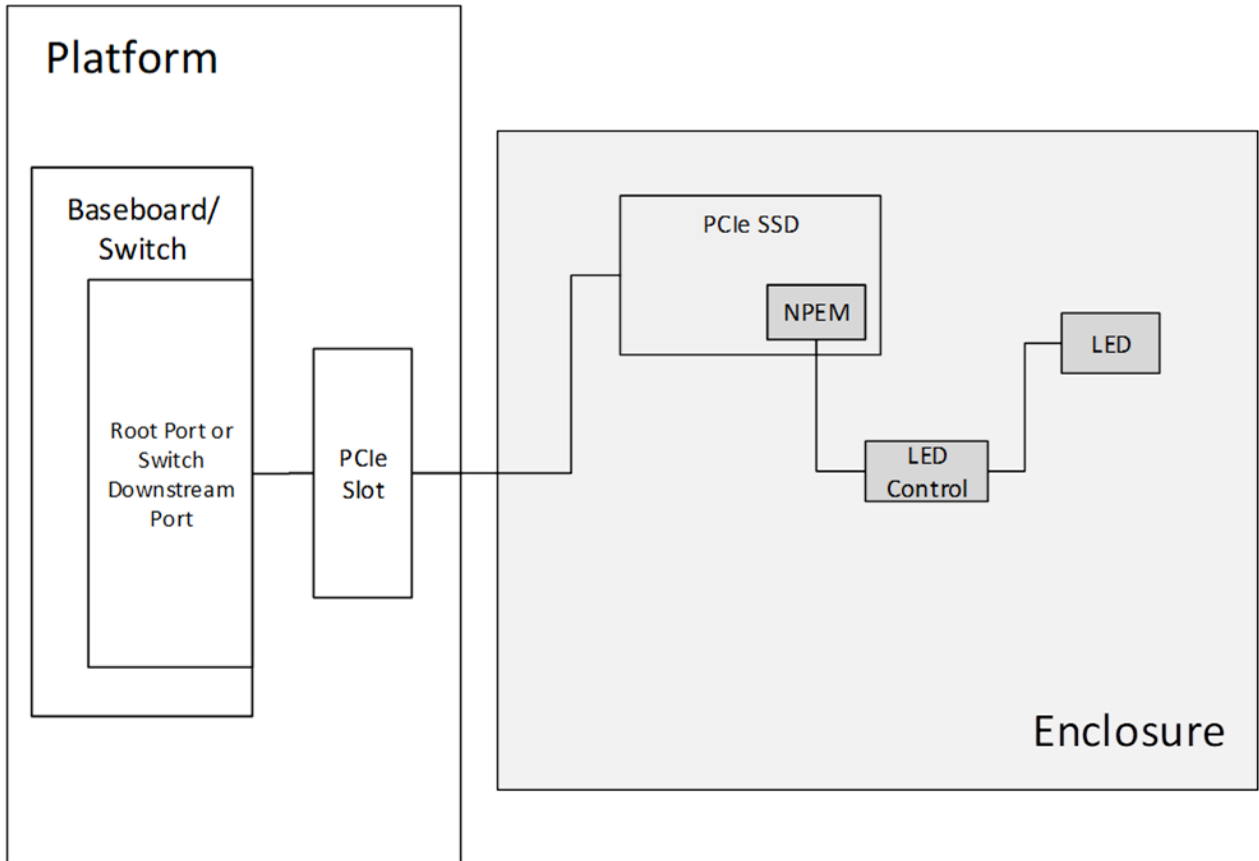 Platform
Baseboard/
Switch
Root Port or
Switch
Downstream
Port
PCIe
Slot
PCIe SSD
NPEM
LED
Control
LED
Enclosure